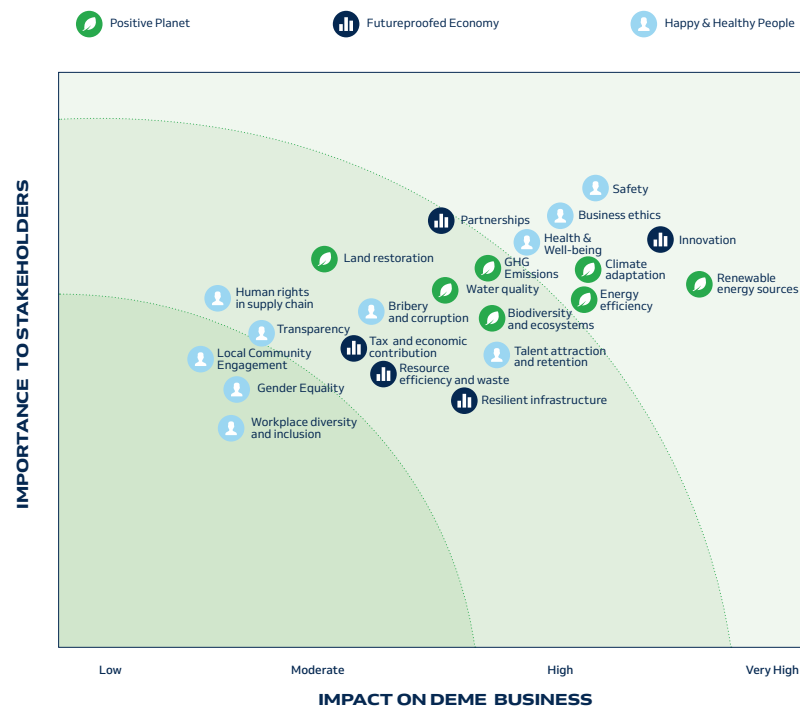 Positive Planet
Futureproofed Economy
Happy & Healthy People
IMPORTANCE TO STAKEHOLDERS
Safety
Business ethics
Partnerships
Health &
Well-being
Innovation
Land restoration
GHG
Emissions
Climate
adaptation
Renewable
energy sources
Water quality
Human rights
in supply chain
Energy
efficiency
Bribery
and corruption
Biodiversity
and ecosystems
Transparency
Tax and economic
contribution
Talent attraction
and retention
Local Community
Engagement
Resource
efficiency and waste
Gender Equality
Resilient infrastructure
Workplace diversity
and inclusion
Low
Moderate
High
Very High
IMPACT ON DEME BUSINESS